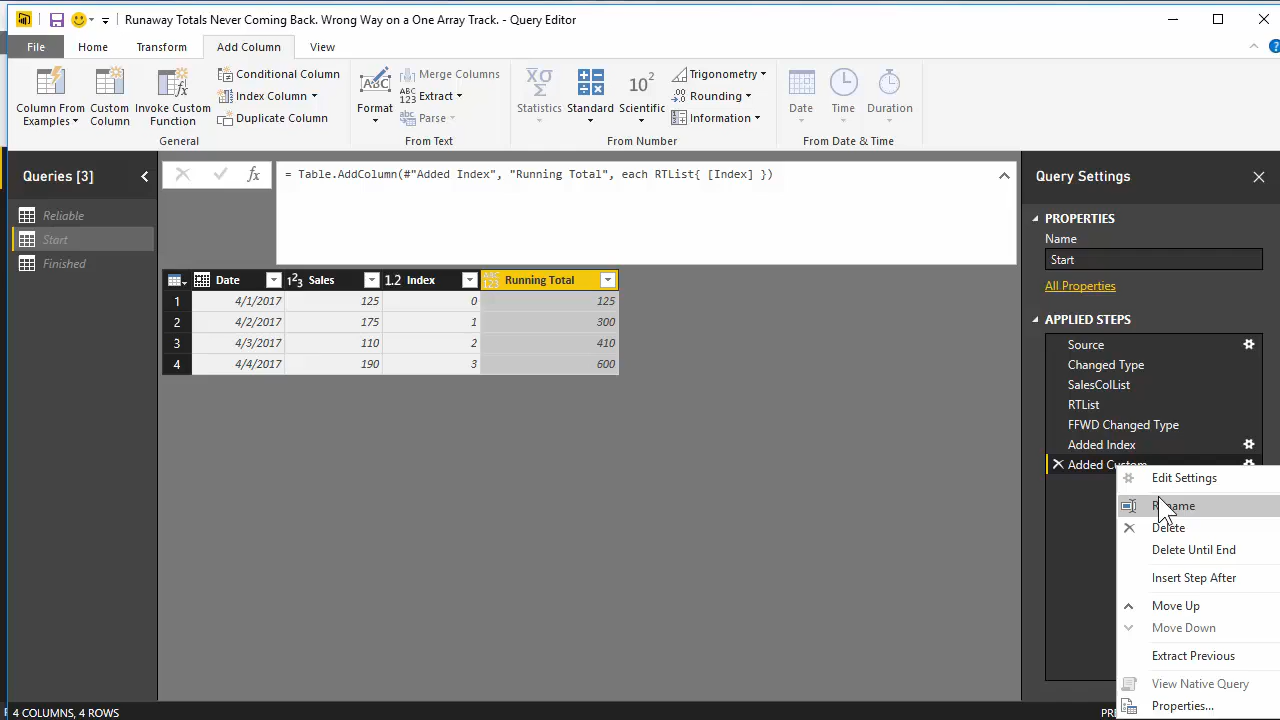 Runaway Totals Never Coming Back. Wrong Way on a One Array Track. - Query Editor
File Home Transform Add Column View
Column From Examples
Custom Column
Invoke Custom Function
Conditional Column
Index Column
Duplicate Column
General
Format
Merge Columns
Extract
Parse
From Text
Statistics
Standard
Scientific
Trigonometry
Rounding
Information
From Number
Date
Time
Duration
From Date & Time
Queries [3]
Reliable
Start
Finished
= Table.AddColumn(#"Added Index", "Running Total", each RTList{ [Index] })
Date Sales Index Running Total
1 4/1/2017 125 0 125
2 4/2/2017 175 1 300
3 4/3/2017 110 2 410
4 4/4/2017 190 3 600
Query Settings
PROPERTIES
Name
Start
All Properties
APPLIED STEPS
Source
Changed Type
SalesColList
RTList
FFWD Changed Type
Added Index
Added Custom
Edit Settings
Rename
Delete
Delete Until End
Insert Step After
Move Up
Move Down
Extract Previous
View Native Query
Properties...
4 COLUMNS, 4 ROWS